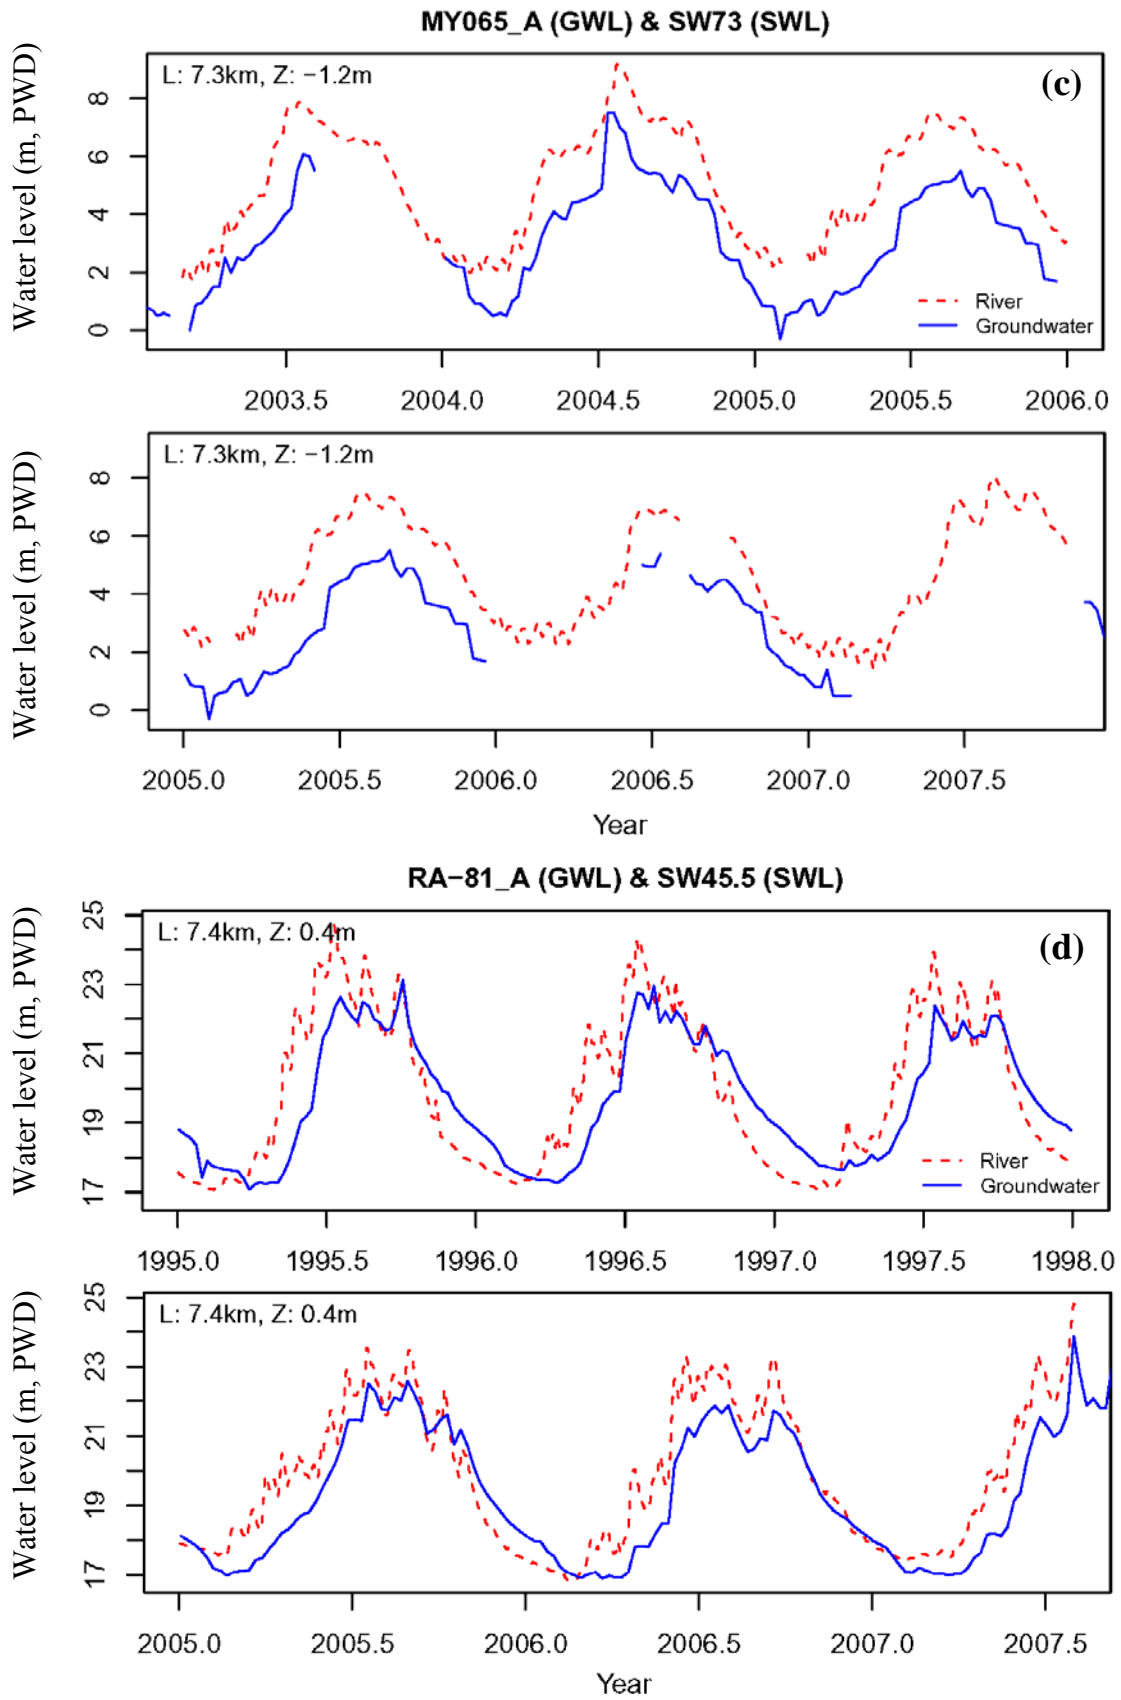 MY065_A (GWL) & SW73 (SWL)
L: 7.3km, Z: −1.2m
(c)
Water level (m, PWD)
8
6
4
2
0
River
Groundwater
2003.5 2004.0 2004.5 2005.0 2005.5 2006.0
L: 7.3km, Z: −1.2m
Water level (m, PWD)
8
6
4
2
0
2005.0 2005.5 2006.0 2006.5 2007.0 2007.5
Year
RA−81_A (GWL) & SW45.5 (SWL)
L: 7.4km, Z: 0.4m
(d)
Water level (m, PWD)
25
23
21
19
17
River
Groundwater
1995.0 1995.5 1996.0 1996.5 1997.0 1997.5 1998.0
L: 7.4km, Z: 0.4m
Water level (m, PWD)
25
23
21
19
17
2005.0 2005.5 2006.0 2006.5 2007.0 2007.5
Year